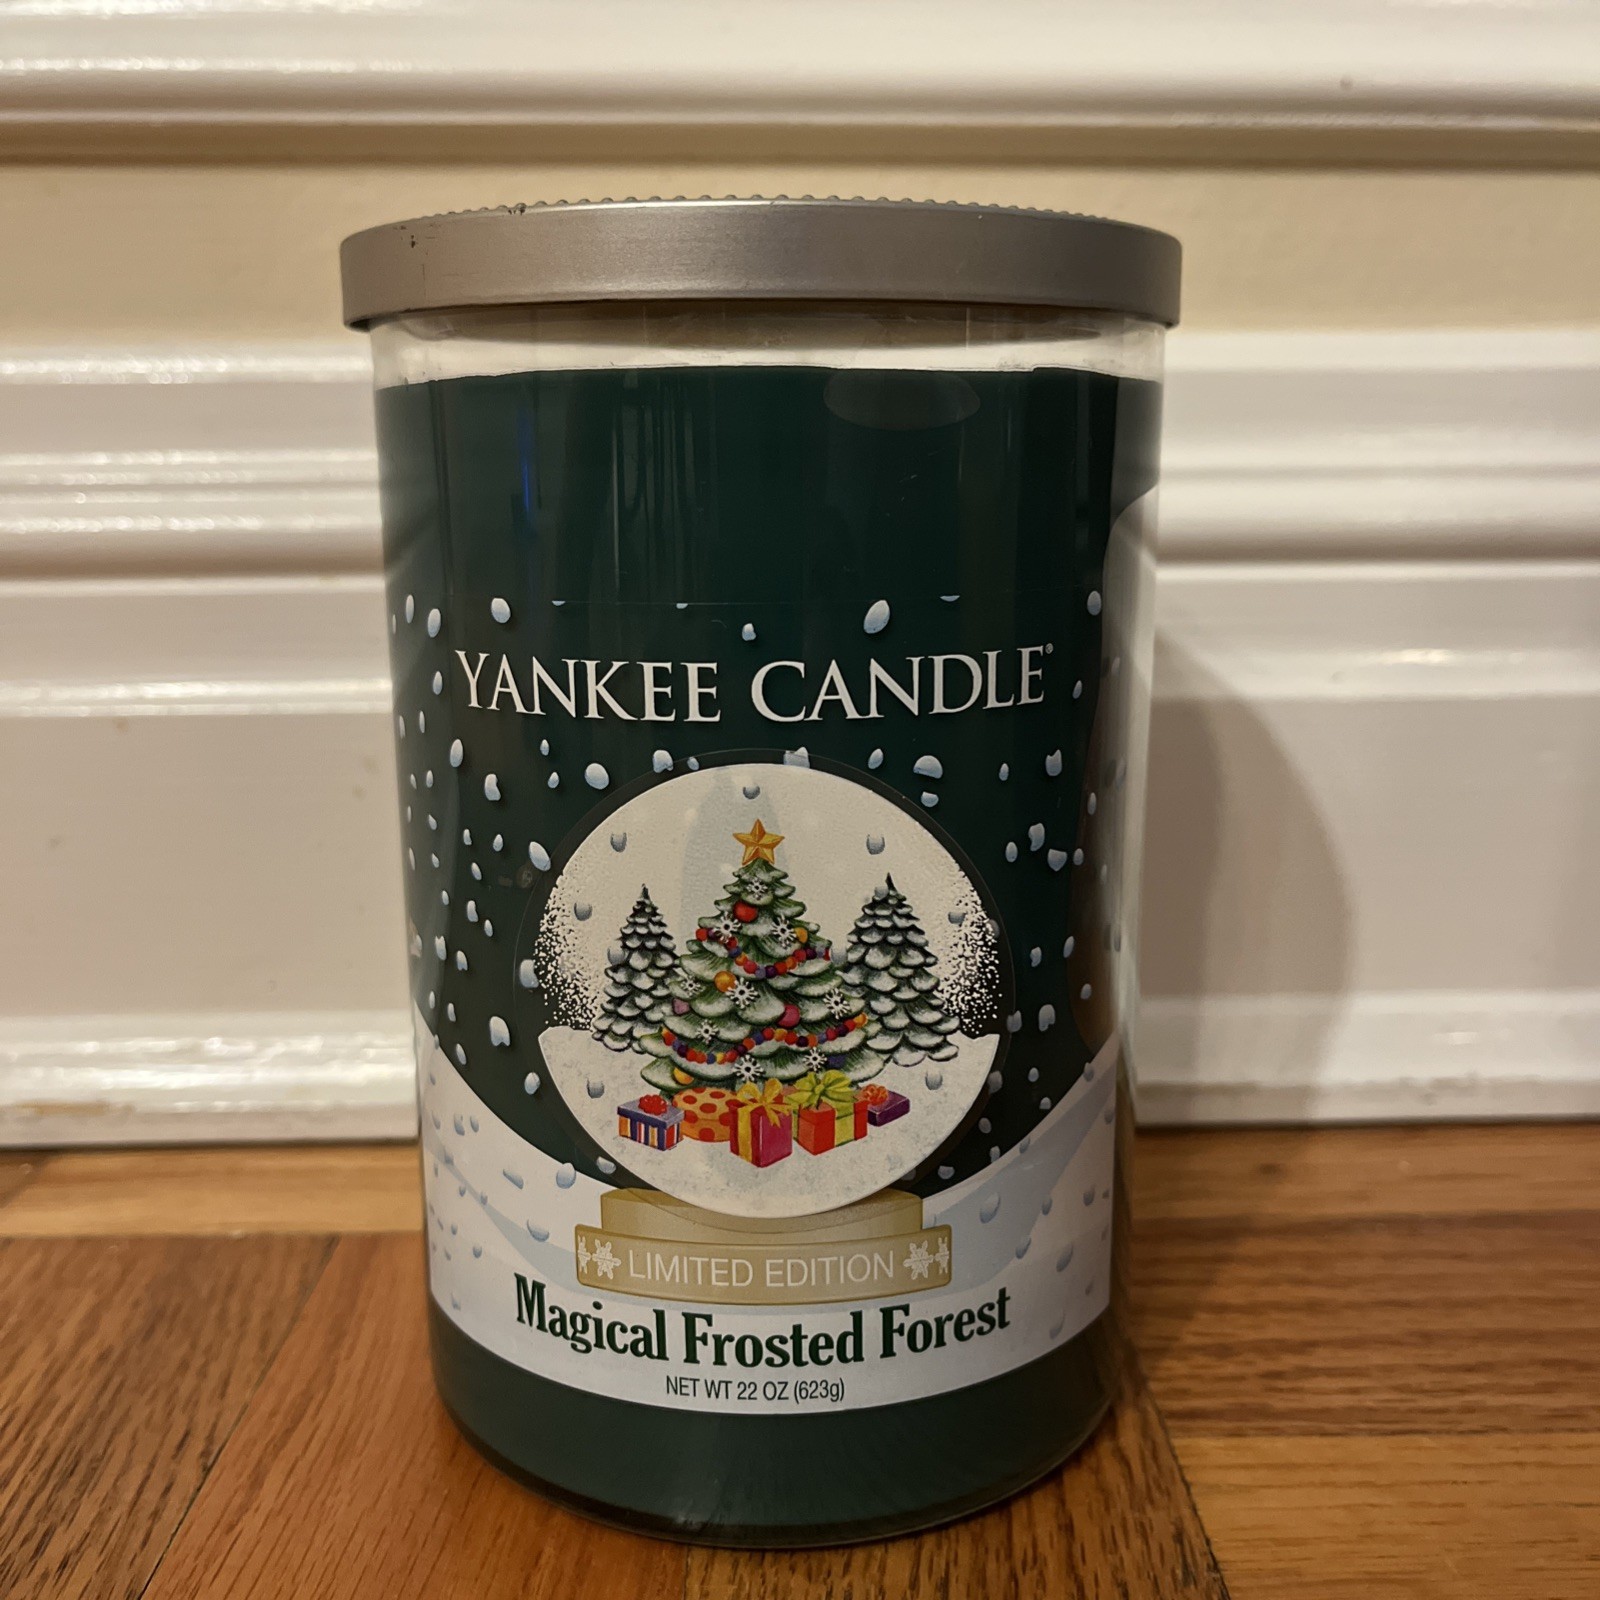 YANKEE CANDLE®
LIMITED EDITION
Magical Frosted Forest
NET WT 22 OZ (623g)